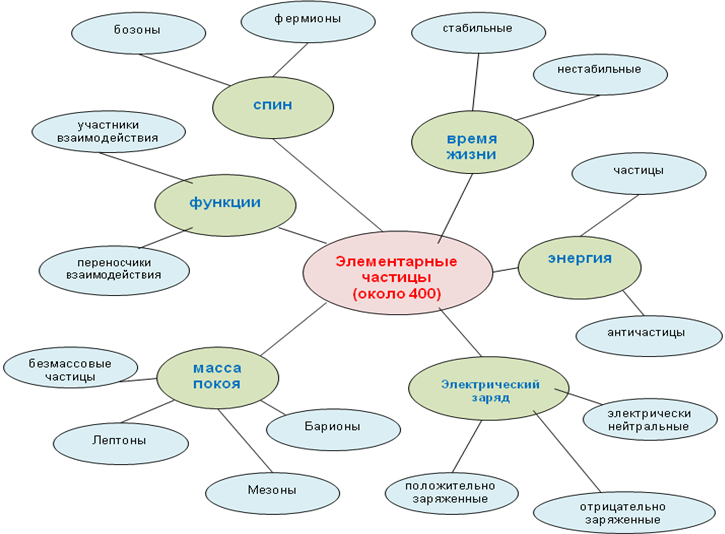 бозоны
фермионы
спин
стабильные
нестабильные
время
жизни
участники
взаимодействия
функции
переносчики
взаимодействия
частицы
энергия
античастицы
Элементарные
частицы
(около 400)
безмассовые
частицы
масса
покоя
Лептоны
Мезоны
Барионы
Электрический
заряд
электрически
нейтральные
положительно
заряженные
отрицательно
заряженные